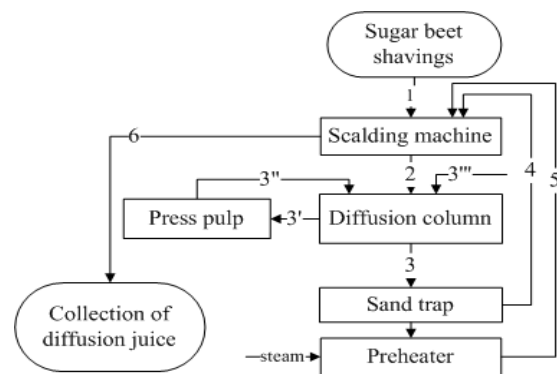 Sugar beet
shavings
1
Scalding machine
6
2
3'''
4
5
3''
Press pulp
3'
Diffusion column
3
Collection of
diffusion juice
Sand trap
steam
Preheater